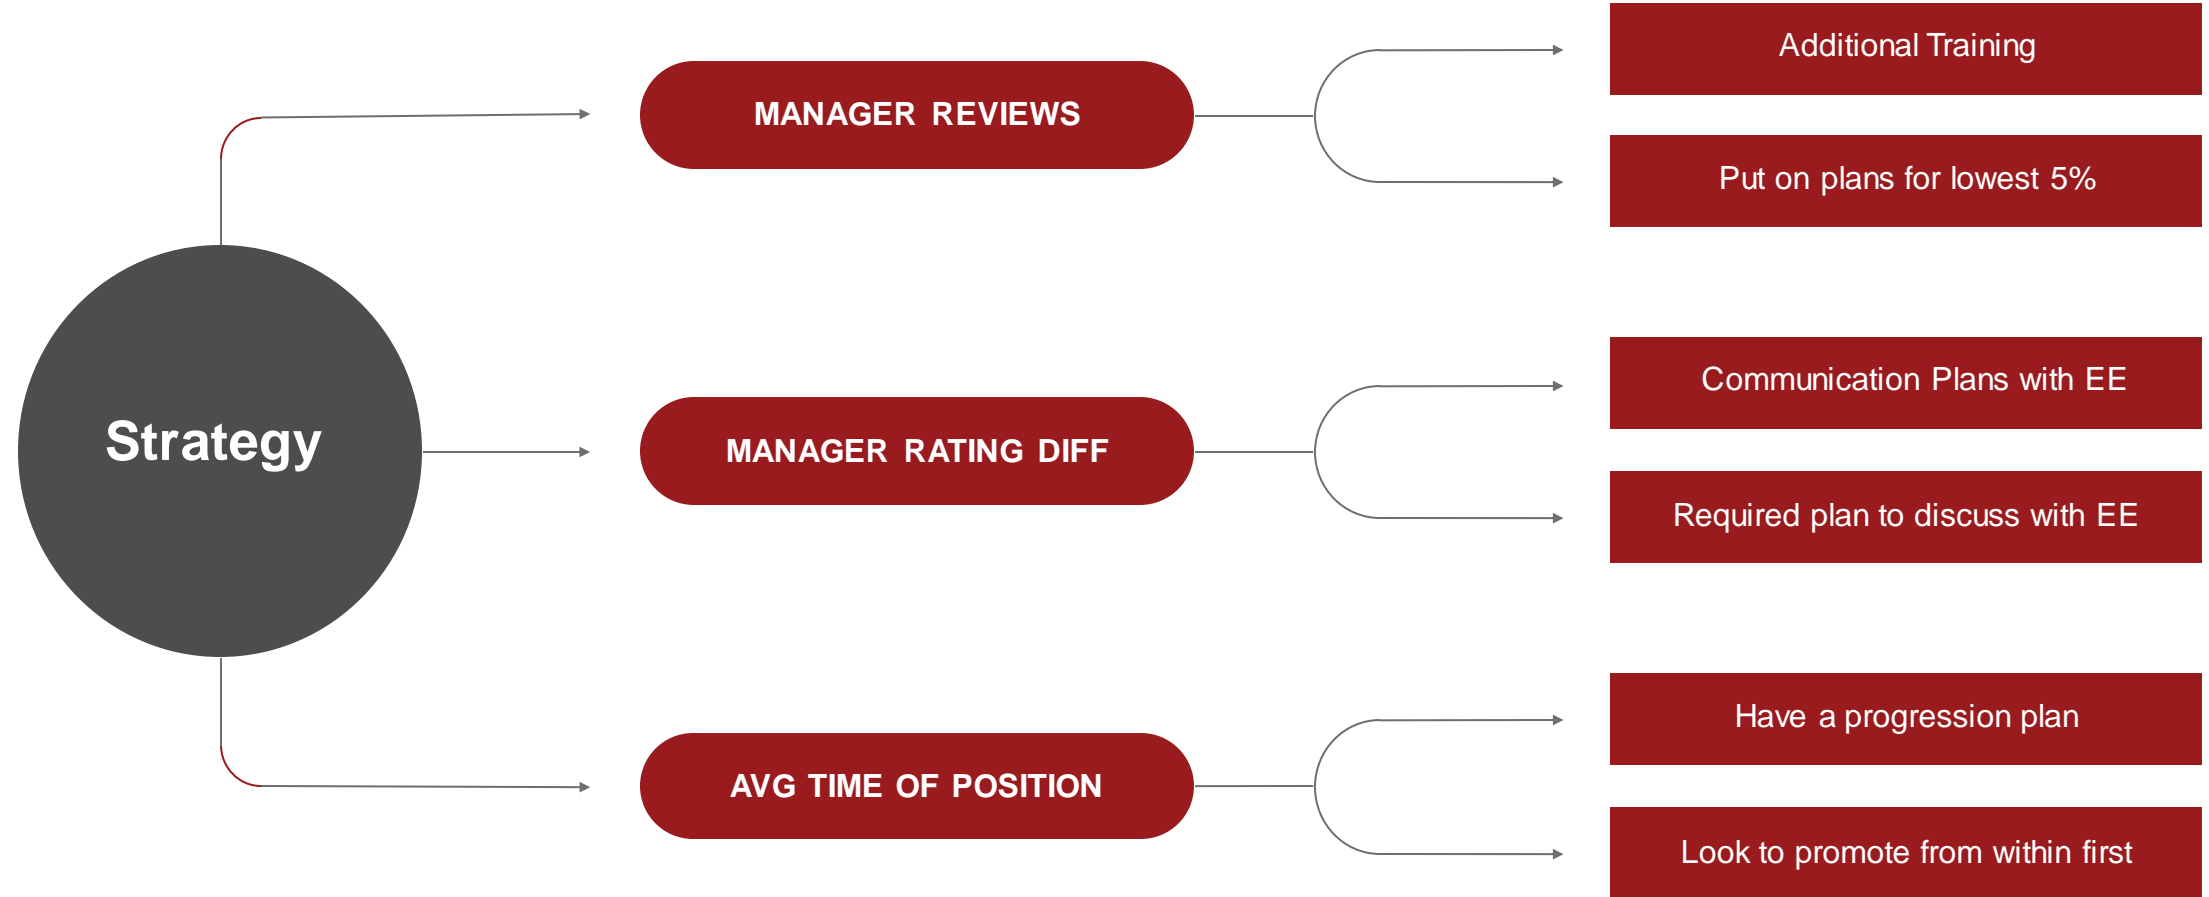 Strategy
MANAGER REVIEWS
Additional Training
Put on plans for lowest 5%
MANAGER RATING DIFF
Communication Plans with EE
Required plan to discuss with EE
AVG TIME OF POSITION
Have a progression plan
Look to promote from within first